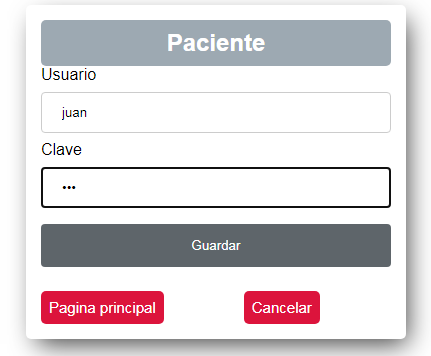 Paciente
Usuario
juan
Clave
•••
Guardar
Pagina principal Cancelar